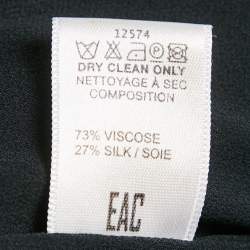 12574
P
DRY CLEAN ONLY
NETTOYAGE À SEC
COMPOSITION
73% VISCOSE
27% SILK / SOIE
EAC